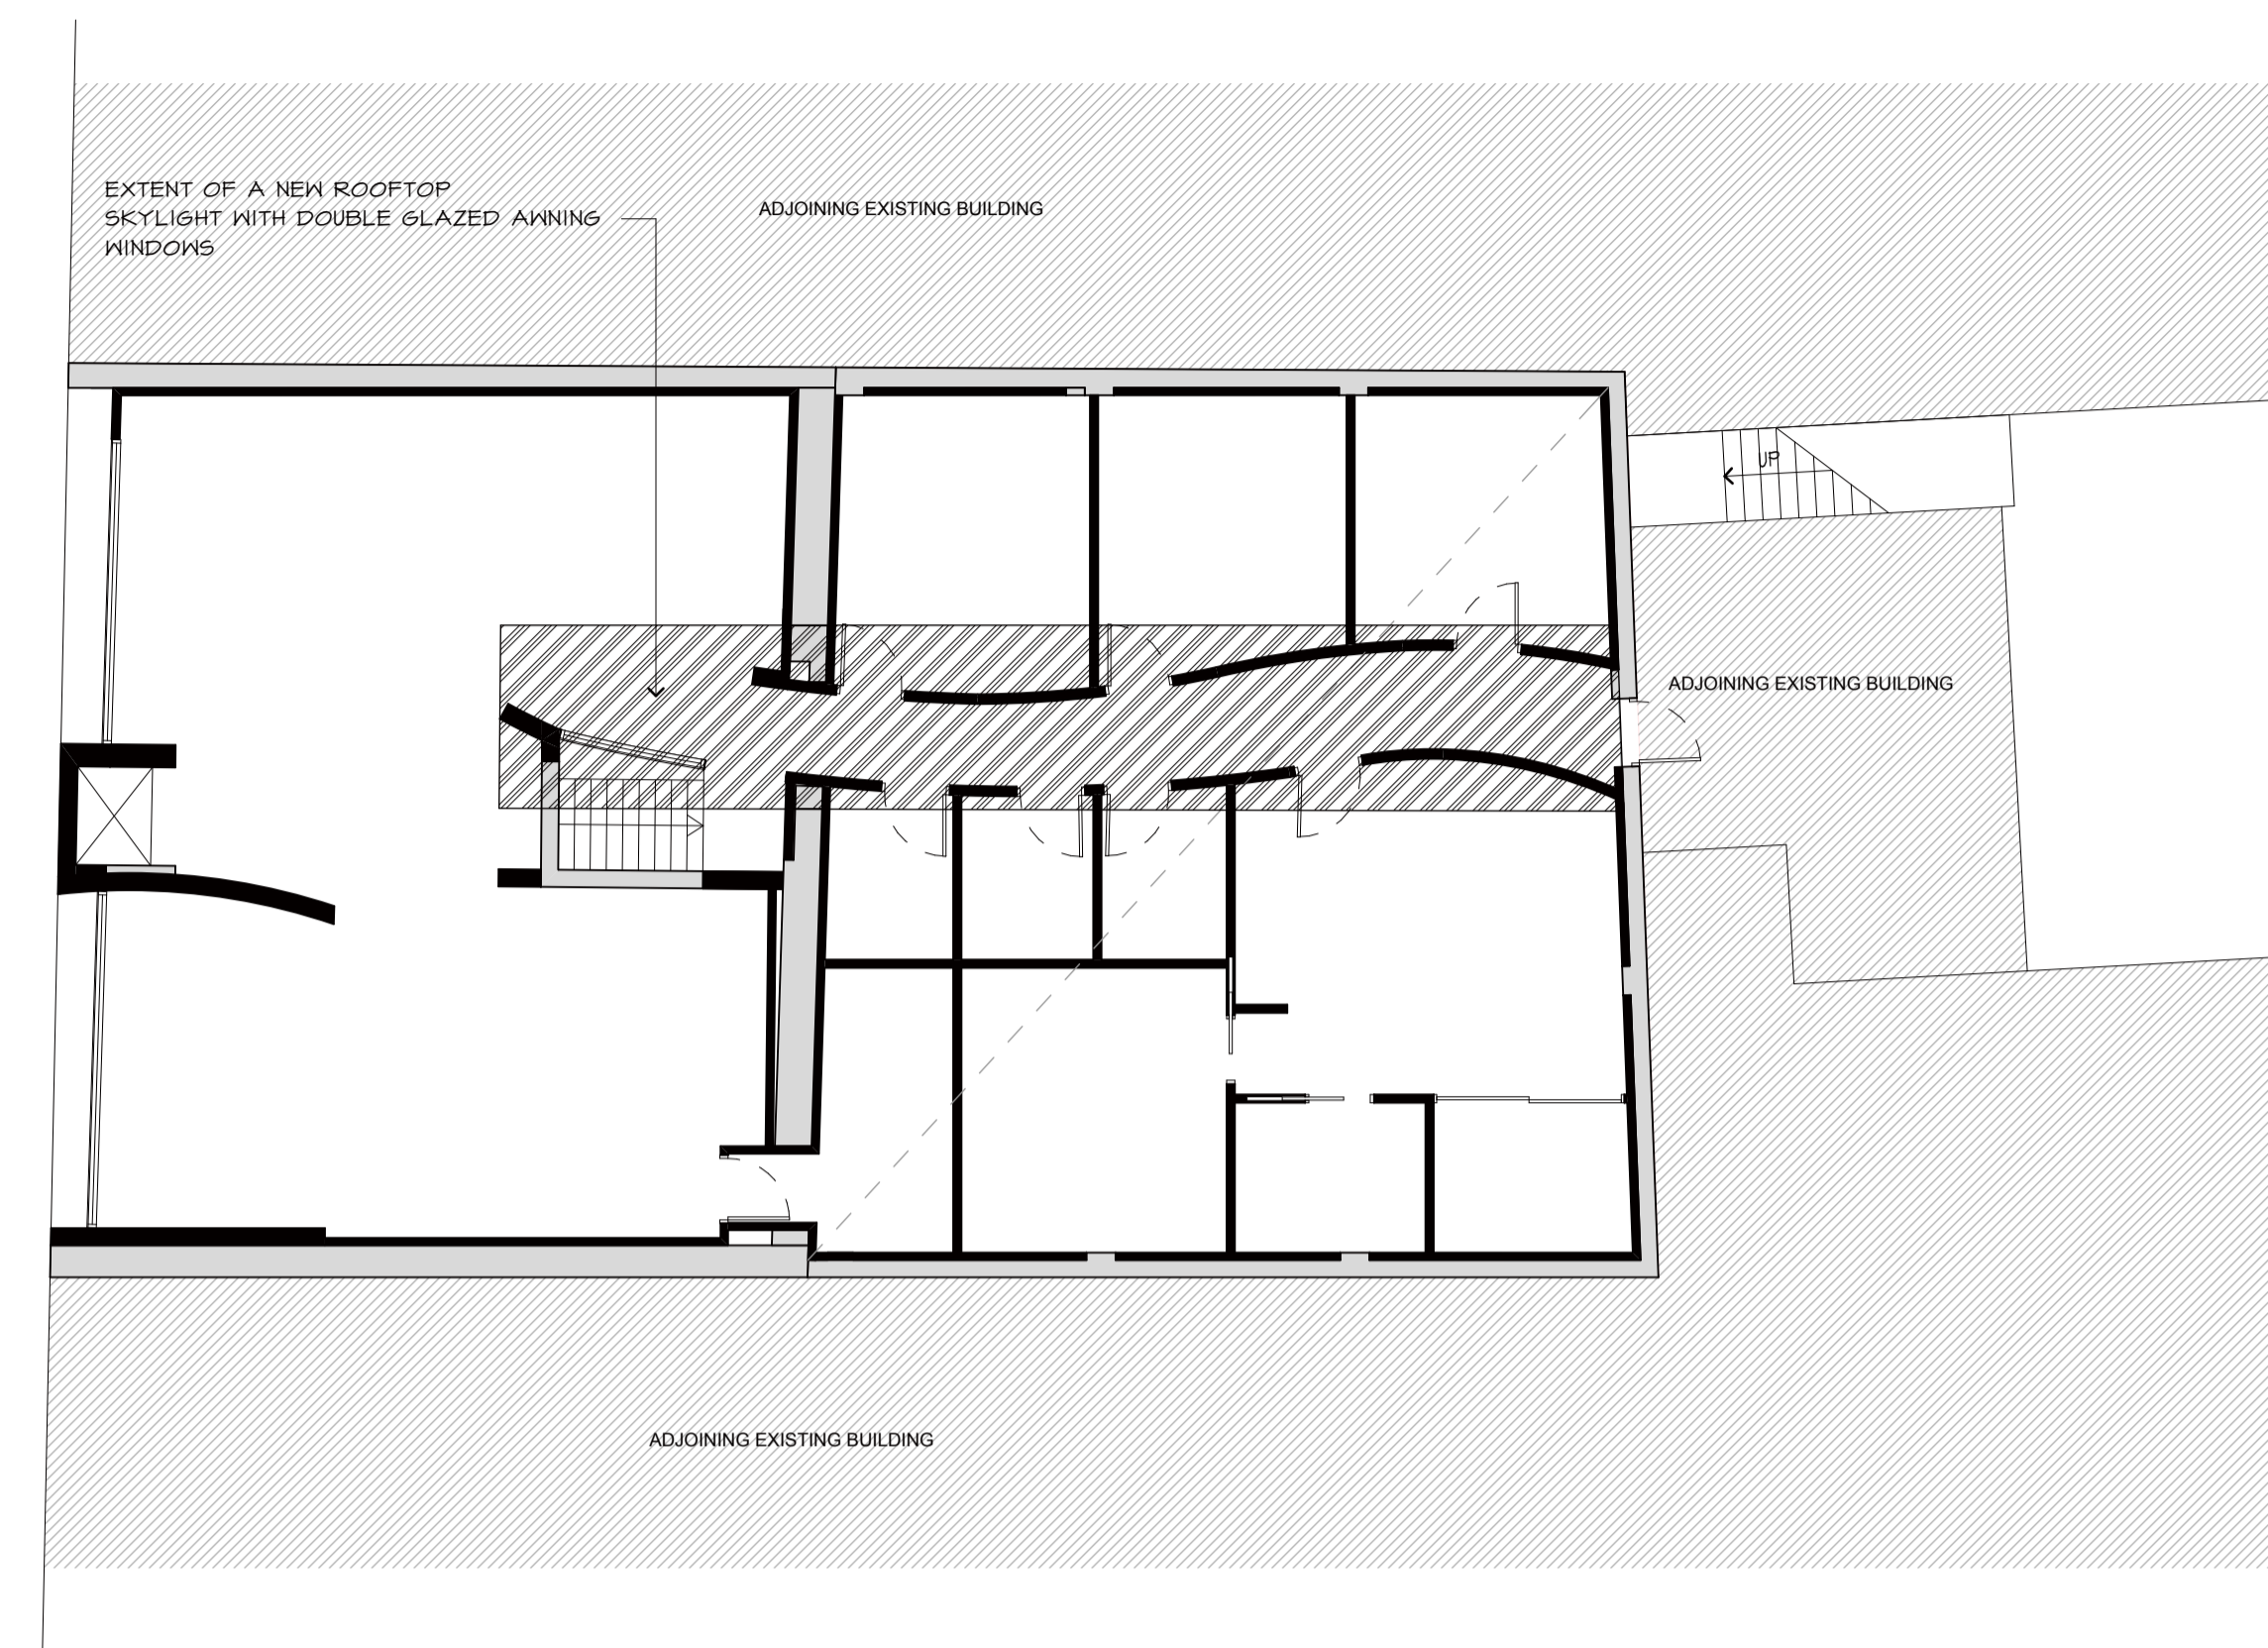 EXTENT OF A NEW ROOFTOP
SKYLIGHT WITH DOUBLE GLAZED AWNING
WINDOWS
ADJOINING EXISTING BUILDING
UP
ADJOINING EXISTING BUILDING
ADJOINING EXISTING BUILDING